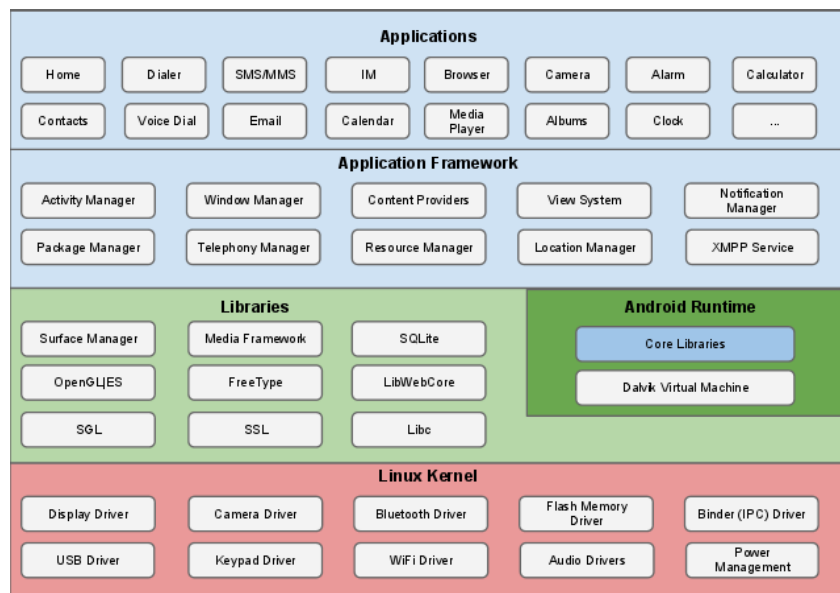 Applications
Home
Dialer
SMS/MMS
IM
Browser
Camera
Alarm
Calculator
Contacts
Voice Dial
Email
Calendar
Media
Player
Albums
Clock
...
Application Framework
Activity Manager
Window Manager
Content Providers
View System
Notification
Manager
Package Manager
Telephony Manager
Resource Manager
Location Manager
XMPP Service
Libraries
Surface Manager
Media Framework
SQLite
OpenGL|ES
FreeType
LibWebCore
SGL
SSL
Libc
Android Runtime
Core Libraries
Dalvik Virtual Machine
Linux Kernel
Display Driver
Camera Driver
Bluetooth Driver
Flash Memory
Driver
Binder (IPC) Driver
USB Driver
Keypad Driver
WiFi Driver
Audio Drivers
Power
Management